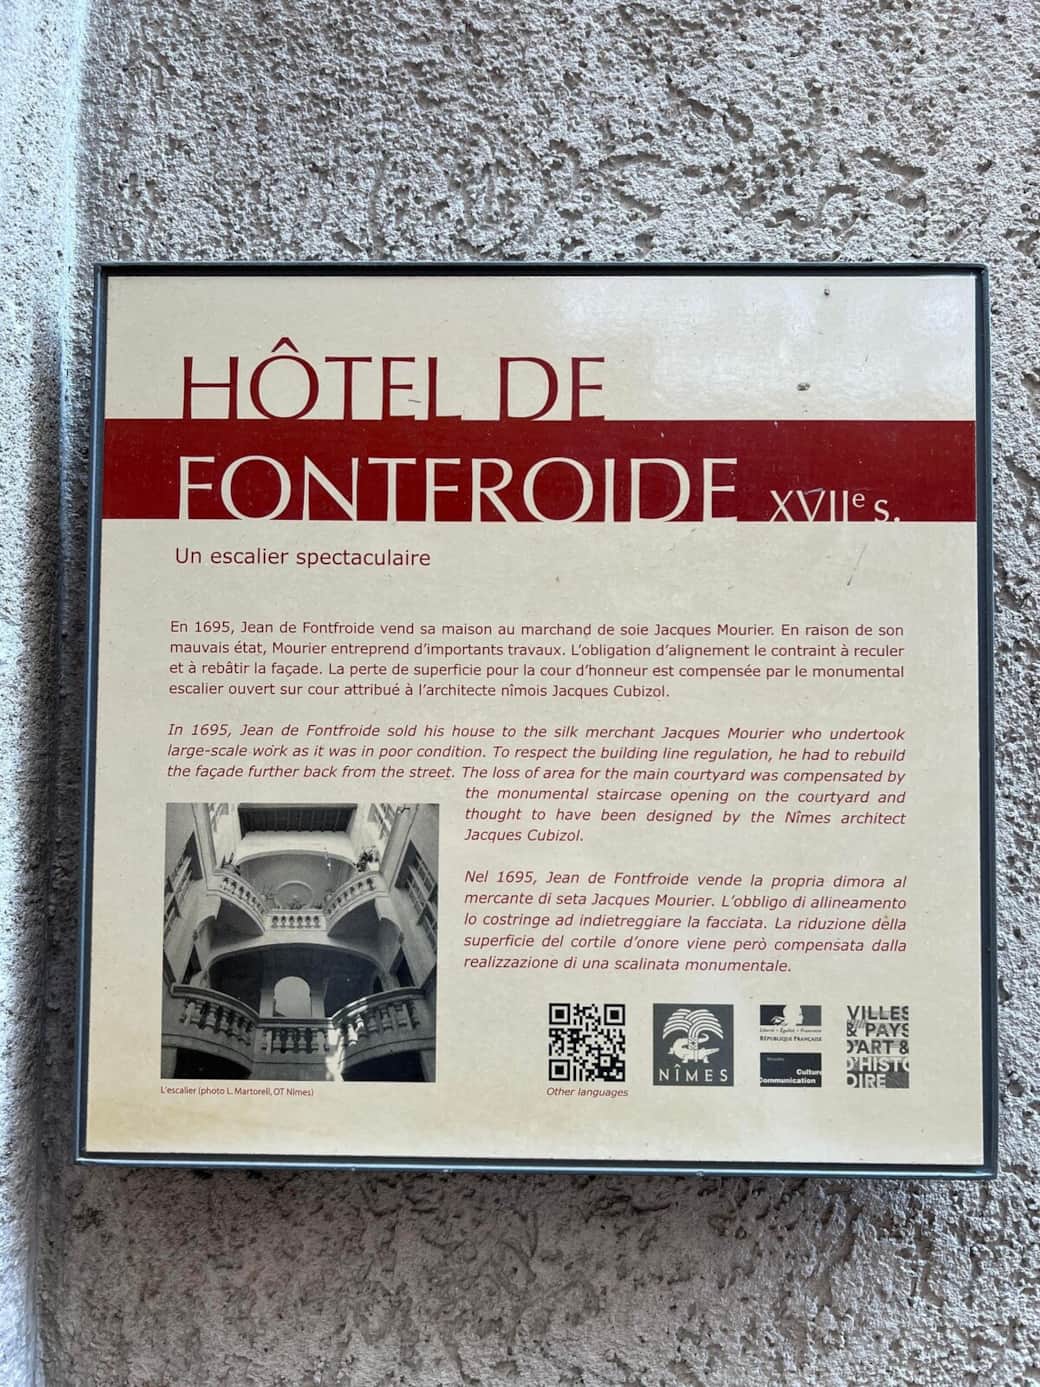 HÔTEL DE
FONTFROIDE XVIIe s.
Un escalier spectaculaire
En 1695, Jean de Fontfroide vend sa maison au marchand de soie Jacques Mourier. En raison de son
mauvais état, Mourier entreprend d'importants travaux. L'obligation d'alignement le contraint à reculer
et à rebâtir la façade. La perte de superficie pour la cour d'honneur est compensée par le monumental
escalier ouvert sur cour attribué à l'architecte nîmois Jacques Cubizol.
In 1695, Jean de Fontfroide sold his house to the silk merchant Jacques Mourier who undertook
large-scale work as it was in poor condition. To respect the building line regulation, he had to rebuild
the façade further back from the street. The loss of area for the main courtyard was compensated by
the monumental staircase opening on the courtyard and
thought to have been designed by the Nîmes architect
Jacques Cubizol.
Nel 1695, Jean de Fontfroide vende la propria dimora al
mercante di seta Jacques Mourier. L'obbligo di allineamento
lo costringe ad indietreggiare la facciata. La riduzione della
superficie del cortile d'onore viene però compensata dalla
realizzazione di una scalinata monumentale.
L'escalier (photo L. Martorell, OT Nîmes)
Other languages
NÎMES
Liberté • Égalité • Fraternité
RÉPUBLIQUE FRANÇAISE
Culture
Communication
VILLES
& PAYS
D'ART &
D'HISTO
OIRE